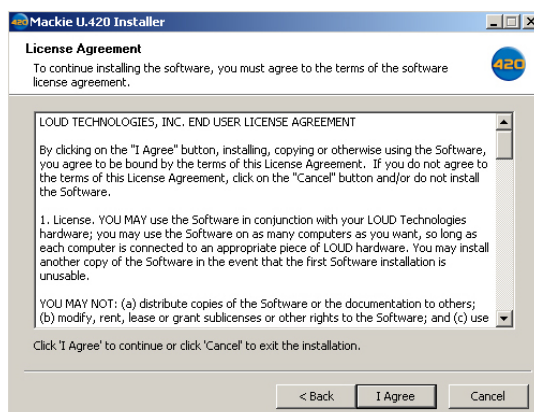 Mackie U.420 Installer
License Agreement
To continue installing the software, you must agree to the terms of the software
license agreement.
420
LOUD TECHNOLOGIES, INC. END USER LICENSE AGREEMENT
By clicking on the "I Agree" button, installing, copying or otherwise using the Software,
you agree to be bound by the terms of this License Agreement.  If you do not agree to
the terms of this License Agreement, click on the "Cancel" button and/or do not install
the Software.
1. License. YOU MAY use the Software in conjunction with your LOUD Technologies
hardware; you may use the Software on as many computers as you want, so long as
each computer is connected to an appropriate piece of LOUD hardware. You may install
another copy of the Software in the event that the first Software installation is
unusable.
YOU MAY NOT: (a) distribute copies of the Software or the documentation to others;
(b) modify, rent, lease or grant sublicenses or other rights to the Software; and (c) use
Click 'I Agree' to continue or click 'Cancel' to exit the installation.
< Back
I Agree
Cancel